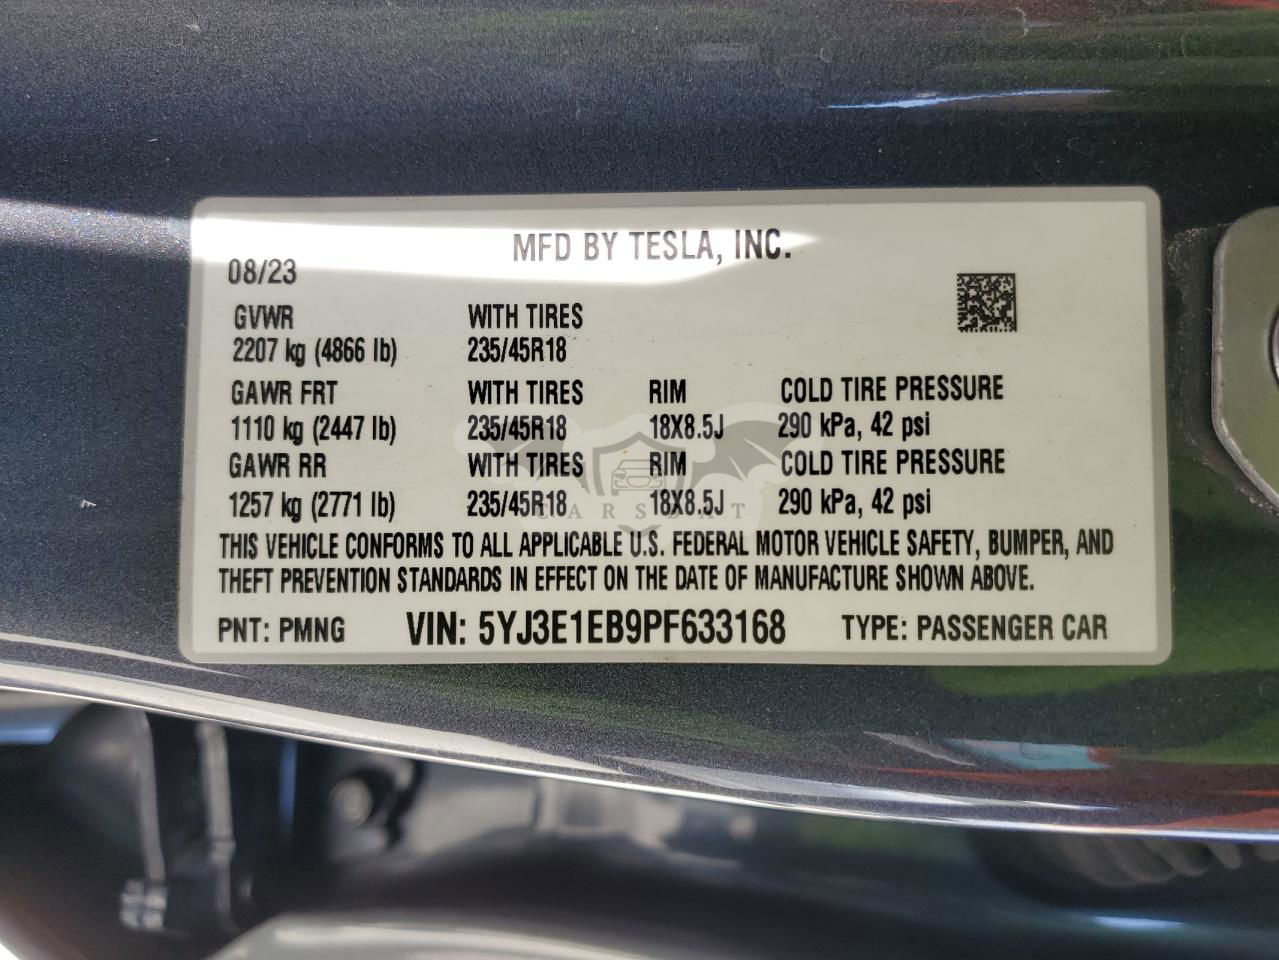 MFD BY TESLA, INC.
08/23
GVWR WITH TIRES
2207 kg (4866 lb) 235/45R18
GAWR FRT WITH TIRES RIM COLD TIRE PRESSURE
1110 kg (2447 lb) 235/45R18 18X8.5J 290 kPa, 42 psi
GAWR RR WITH TIRES RIM COLD TIRE PRESSURE
1257 kg (2771 lb) 235/45R18 18X8.5J 290 kPa, 42 psi
CARSBAT
THIS VEHICLE CONFORMS TO ALL APPLICABLE U.S. FEDERAL MOTOR VEHICLE SAFETY, BUMPER, AND
THEFT PREVENTION STANDARDS IN EFFECT ON THE DATE OF MANUFACTURE SHOWN ABOVE.
PNT: PMNG VIN: 5YJ3E1EB9PF633168 TYPE: PASSENGER CAR